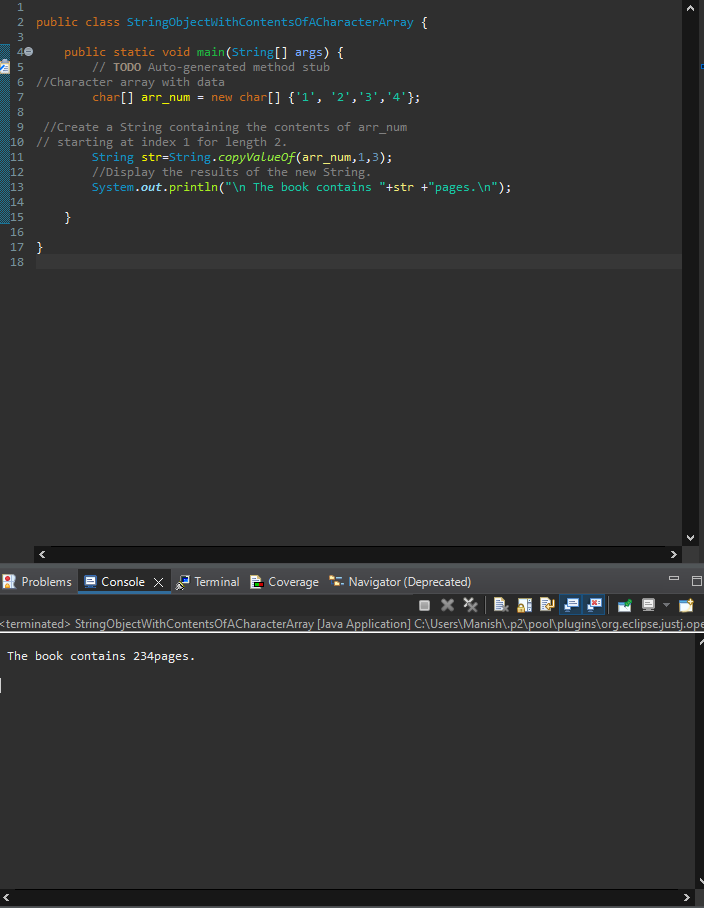 1
2 public class StringObjectWithContentsOfACharacterArray {
3
4 public static void main(String[] args) {
5 // TODO Auto-generated method stub
6 //Character array with data
7 char[] arr_num = new char[] {'1', '2','3','4'};
8
9 //Create a String containing the contents of arr_num
10 // starting at index 1 for length 2.
11 String str=String.copyValueOf(arr_num,1,3);
12 //Display the results of the new String.
13 System.out.println("\n The book contains "+str +"pages.\n");
14
15 }
16
17 }
18
Problems Console Terminal Coverage Navigator (Deprecated)
<terminated> StringObjectWithContentsOfACharacterArray [Java Application] C:\Users\Manish\.p2\pool\plugins\org.eclipse.justj.ope
The book contains 234pages.